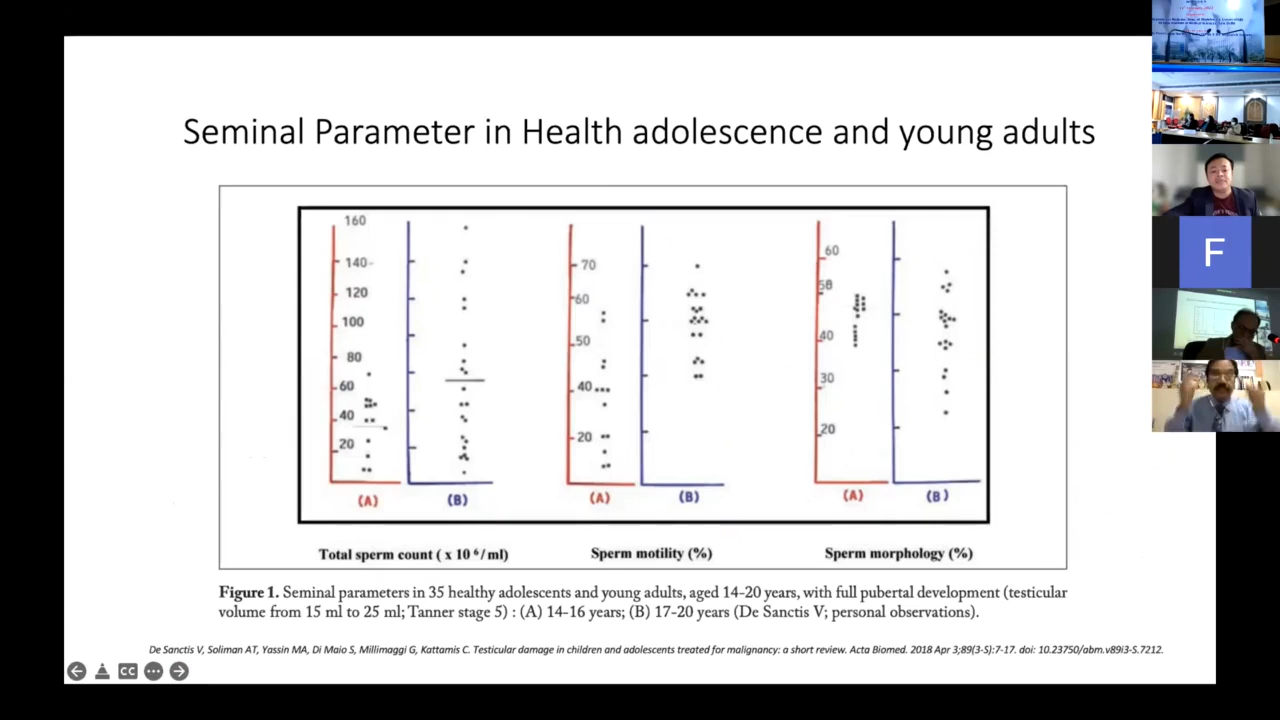 Seminal Parameter in Health adolescence and young adults
160
140
120
100
80
60
40
20
(A)
(B)
70
60
50
40
20
(A)
(B)
60
50
40
30
20
(A)
(B)
Total sperm count ( x 10 6/ ml)
Sperm motility (%)
Sperm morphology (%)
Figure 1. Seminal parameters in 35 healthy adolescents and young adults, aged 14-20 years, with full pubertal development (testicular
volume from 15 ml to 25 ml; Tanner stage 5) : (A) 14-16 years; (B) 17-20 years (De Sanctis V; personal observations).
De Sanctis V, Soliman AT, Yassin MA, Di Maio S, Millimaggi G, Kattamis C. Testicular damage in children and adolescents treated for malignancy: a short review. Acta Biomed. 2018 Apr 3;89(3-S):7-17. doi: 10.23750/abm.v89i3-S.7212.
CC
F